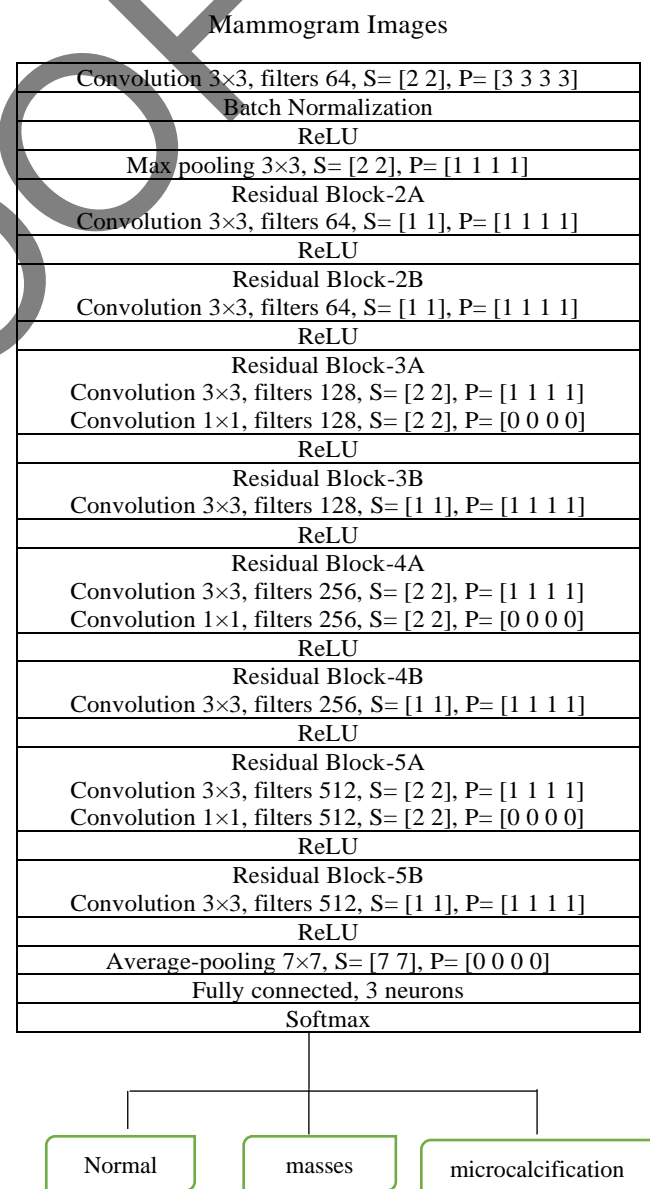 Mammogram Images
Convolution 3×3, filters 64, S= [2 2], P= [3 3 3 3]
Batch Normalization
ReLU
Max pooling 3×3, S= [2 2], P= [1 1 1 1]
Residual Block-2A
Convolution 3×3, filters 64, S= [1 1], P= [1 1 1 1]
ReLU
Residual Block-2B
Convolution 3×3, filters 64, S= [1 1], P= [1 1 1 1]
ReLU
Residual Block-3A
Convolution 3×3, filters 128, S= [2 2], P= [1 1 1 1]
Convolution 1×1, filters 128, S= [2 2], P= [0 0 0 0]
ReLU
Residual Block-3B
Convolution 3×3, filters 128, S= [1 1], P= [1 1 1 1]
ReLU
Residual Block-4A
Convolution 3×3, filters 256, S= [2 2], P= [1 1 1 1]
Convolution 1×1, filters 256, S= [2 2], P= [0 0 0 0]
ReLU
Residual Block-4B
Convolution 3×3, filters 256, S= [1 1], P= [1 1 1 1]
ReLU
Residual Block-5A
Convolution 3×3, filters 512, S= [2 2], P= [1 1 1 1]
Convolution 1×1, filters 512, S= [2 2], P= [0 0 0 0]
ReLU
Residual Block-5B
Convolution 3×3, filters 512, S= [1 1], P= [1 1 1 1]
ReLU
Average-pooling 7×7, S= [7 7], P= [0 0 0 0]
Fully connected, 3 neurons
Softmax
Normal
masses
microcalcification